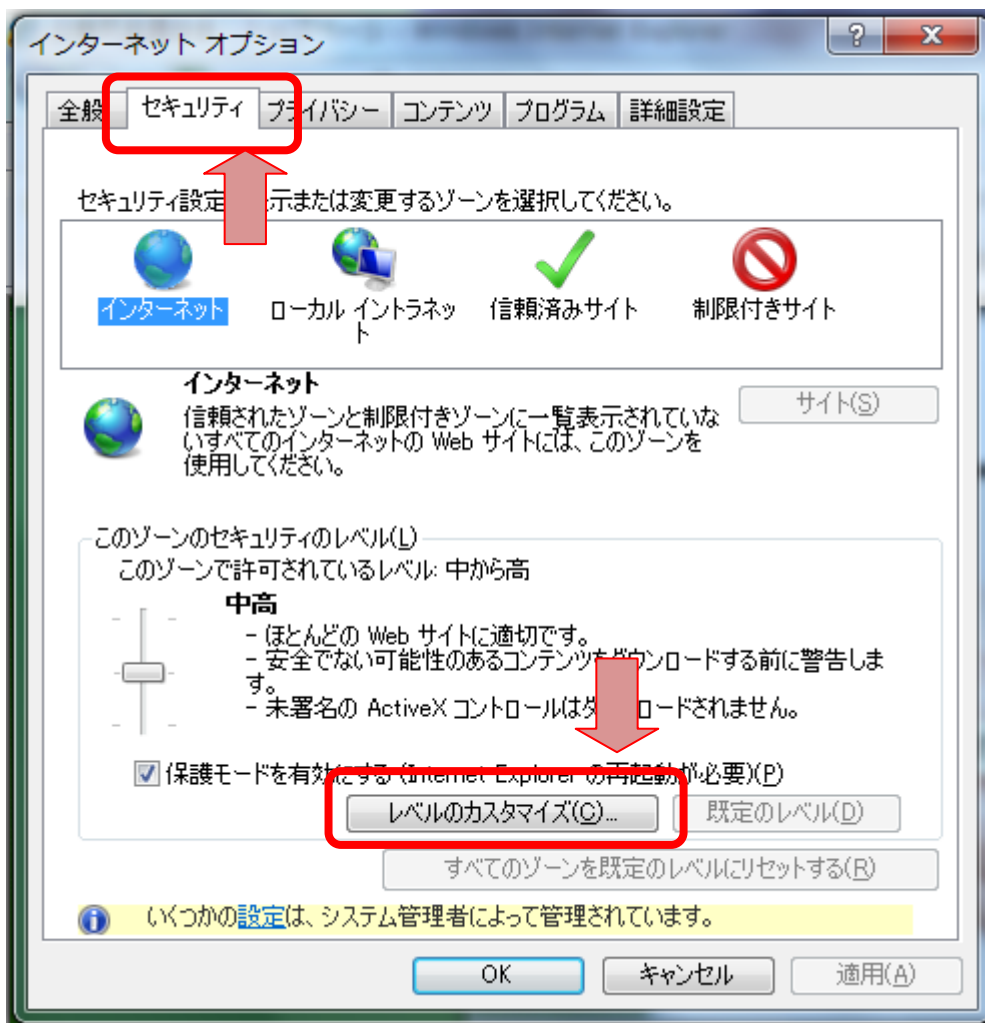 インターネット オプション
全般 セキュリティ プライバシー コンテンツ プログラム 詳細設定
セキュリティ設定 示または変更するゾーンを選択してください。
インターネット
ローカル イントラネッ
ト
信頼済みサイト
制限付きサイト
インターネット
信頼されたゾーンと制限付きゾーンに一覧表示されていな
いすべてのインターネットの Web サイトには、このゾーンを
使用してください。
サイト(S)
このゾーンのセキュリティのレベル(L)
このゾーンで許可されているレベル: 中から高
中高
- ほとんどの Web サイトに適切です。
- 安全でない可能性のあるコンテンツをダウンロードする前に警告しま
す。
- 未署名の ActiveX コントロールはダ ロードされません。
保護モードを有効にする (Internet Explorer の再起動が必要)(P)
レベルのカスタマイズ(C)... 既定のレベル(D)
すべてのゾーンを既定のレベルにリセットする(R)
いくつかの設定は、システム管理者によって管理されています。
OK キャンセル 適用(A)